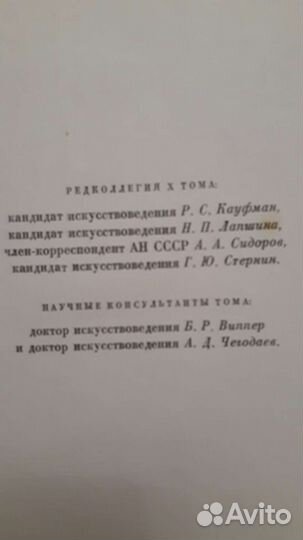 РЕДКОЛЛЕГИЯ X ТОМА:
кандидат искусствоведения Р. С. Кауфман,
кандидат искусствоведения Н. П. Лапшина,
член-корреспондент АН СССР А. А. Сидоров,
кандидат искусствоведения Г. Ю. Стернин.
НАУЧНЫЕ КОНСУЛЬТАНТЫ ТОМА:
доктор искусствоведения Б. Р. Виппер
и доктор искусствоведения А. Д. Чегодаев.
Avito